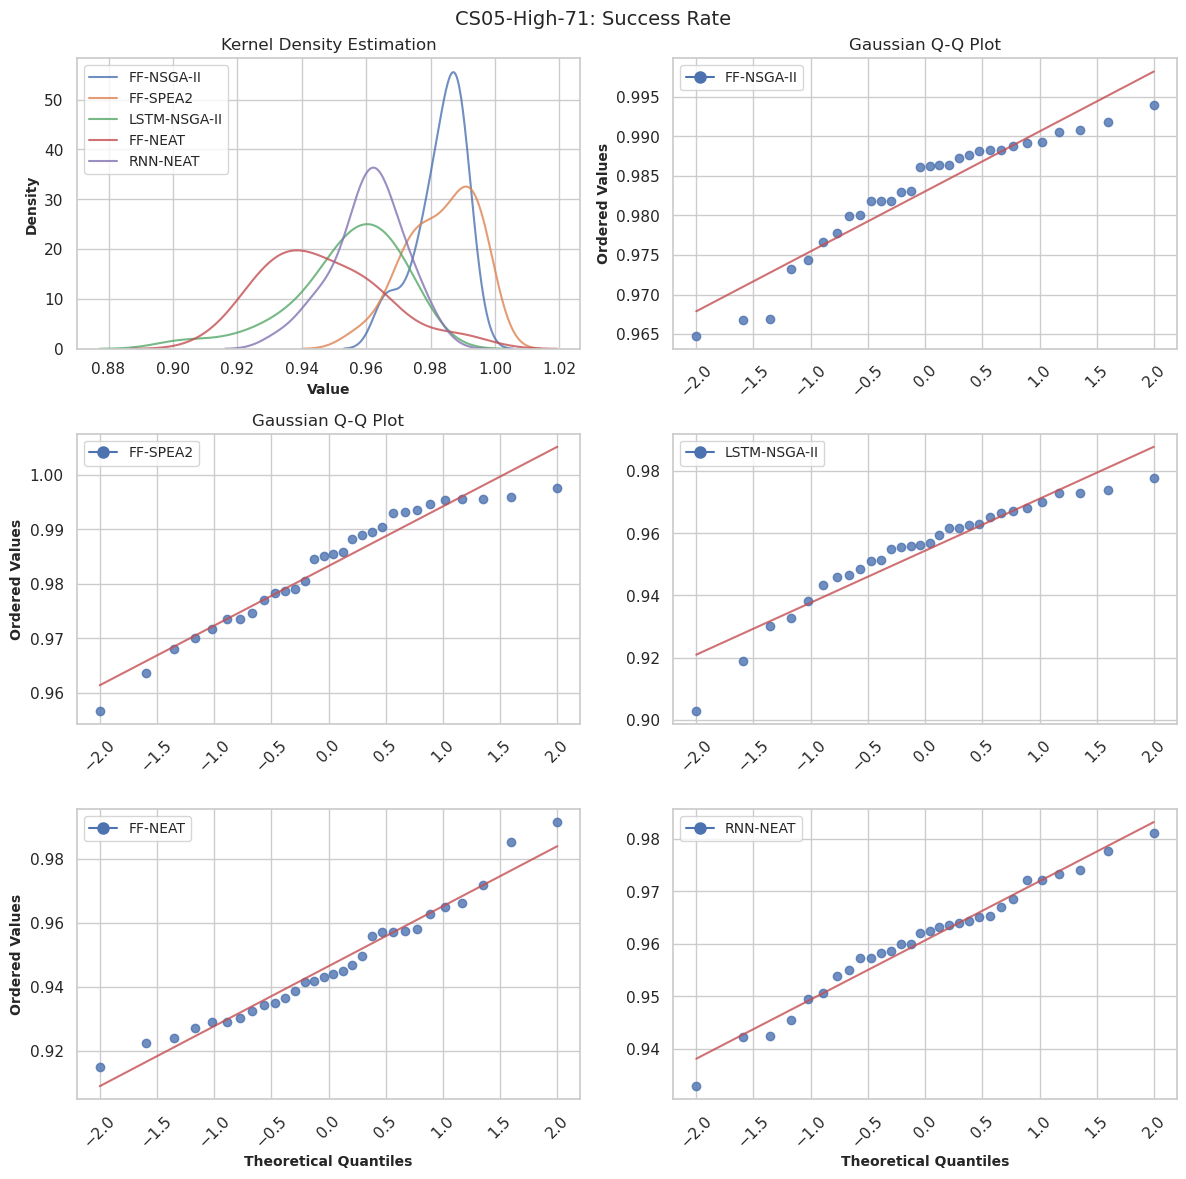 CS05-High-71: Success Rate
Kernel Density Estimation
FF-NSGA-II
FF-SPEA2
LSTM-NSGA-II
FF-NEAT
RNN-NEAT
Density
50
40
30
20
10
0
0.88 0.90 0.92 0.94 0.96 0.98 1.00 1.02
Value
Gaussian Q-Q Plot
FF-NSGA-II
Ordered Values
0.995
0.990
0.985
0.980
0.975
0.970
0.965
−2.0 −1.5 −1.0 −0.5 0.0 0.5 1.0 1.5 2.0
Gaussian Q-Q Plot
FF-SPEA2
Ordered Values
1.00
0.99
0.98
0.97
0.96
−2.0 −1.5 −1.0 −0.5 0.0 0.5 1.0 1.5 2.0
LSTM-NSGA-II
0.98
0.96
0.94
0.92
0.90
−2.0 −1.5 −1.0 −0.5 0.0 0.5 1.0 1.5 2.0
FF-NEAT
Ordered Values
0.98
0.96
0.94
0.92
−2.0 −1.5 −1.0 −0.5 0.0 0.5 1.0 1.5 2.0
Theoretical Quantiles
RNN-NEAT
0.98
0.97
0.96
0.95
0.94
−2.0 −1.5 −1.0 −0.5 0.0 0.5 1.0 1.5 2.0
Theoretical Quantiles